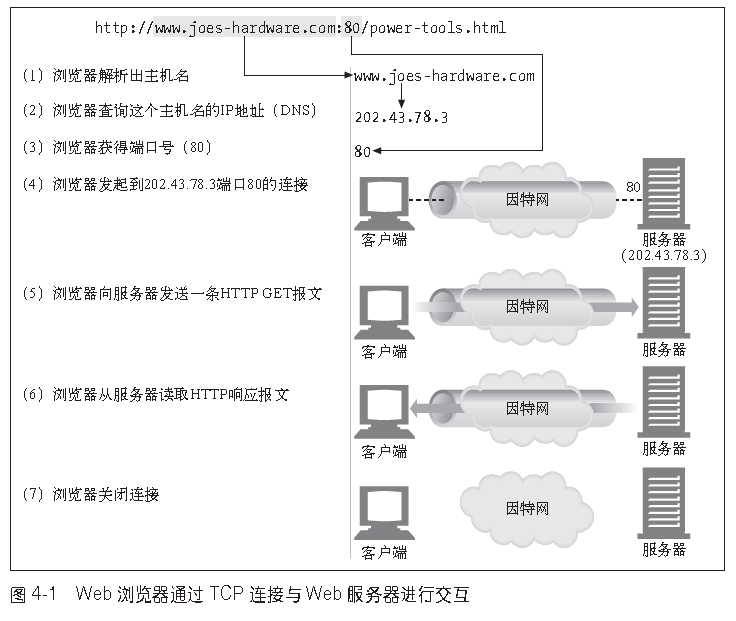 http://www.joes-hardware.com:80/power-tools.html
(1) 浏览器解析出主机名
www.joes-hardware.com
(2) 浏览器查询这个主机名的IP地址（DNS）
202.43.78.3
(3) 浏览器获得端口号（80）
80
(4) 浏览器发起到202.43.78.3端口80的连接
因特网
80
客户端
服务器
（202.43.78.3）
(5) 浏览器向服务器发送一条HTTP GET报文
因特网
客户端
服务器
(6) 浏览器从服务器读取HTTP响应报文
因特网
客户端
服务器
(7) 浏览器关闭连接
因特网
客户端
服务器
图 4-1 Web 浏览器通过 TCP 连接与 Web 服务器进行交互